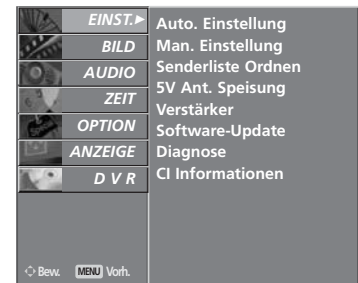 EINST.
BILD
AUDIO
ZEIT
OPTION
ANZEIGE
D V R
Auto. Einstellung
Man. Einstellung
Senderliste Ordnen
5V Ant. Speisung
Verstärker
Software-Update
Diagnose
CI Informationen
Bew. MENU Vorh.